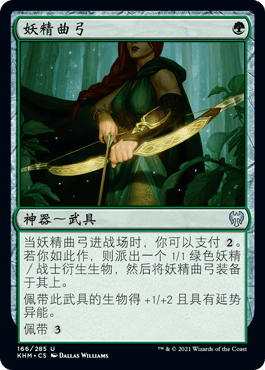 妖精曲弓
神器～武具
当妖精曲弓进战场时，你可以支付 2。
若你如此作，则派出一个 1/1 绿色妖精
／战士衍生生物，然后将妖精曲弓装备
于其上。
佩带此武具的生物得 +1/+2 且具有延势
异能。
佩带 3
166/285 U
KHM • CS DALLAS WILLIAMS
™ & © 2021 Wizards of the Coast